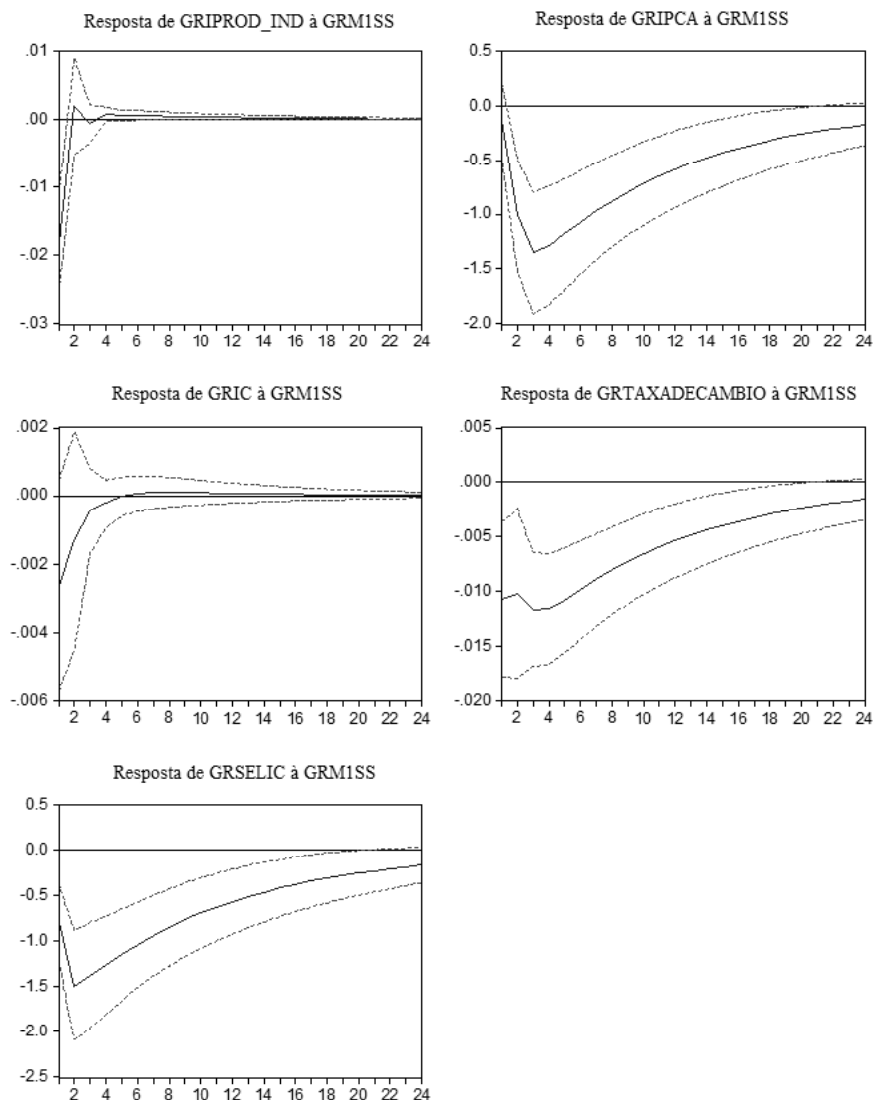 Resposta de GRIPROD_IND à GRM1SS
.01
.00
-.01
-.02
-.03
2 4 6 8 10 12 14 16 18 20 22 24
Resposta de GRIPCA à GRM1SS
0.5
0.0
-0.5
-1.0
-1.5
-2.0
2 4 6 8 10 12 14 16 18 20 22 24
Resposta de GRIC à GRM1SS
.002
.000
-.002
-.004
-.006
2 4 6 8 10 12 14 16 18 20 22 24
Resposta de GRTAXADECAMBIO à GRM1SS
.005
.000
-.005
-.010
-.015
-.020
2 4 6 8 10 12 14 16 18 20 22 24
Resposta de GRSELIC à GRM1SS
0.5
0.0
-0.5
-1.0
-1.5
-2.0
-2.5
2 4 6 8 10 12 14 16 18 20 22 24